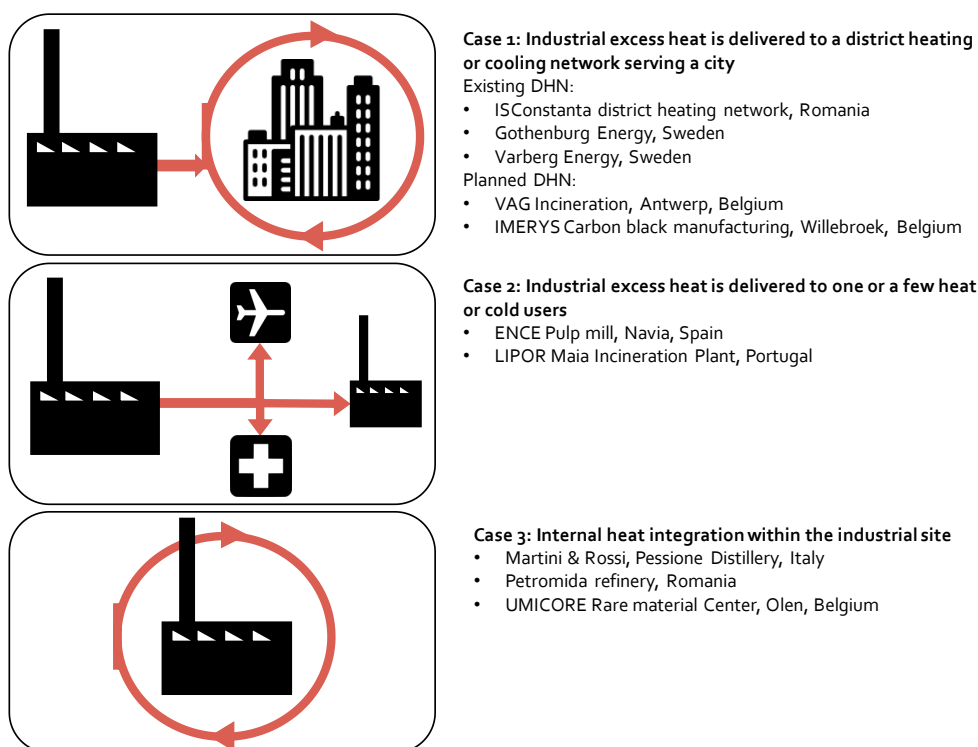 Case 1: Industrial excess heat is delivered to a district heating
or cooling network serving a city
Existing DHN:
• ISConstanta district heating network, Romania
• Gothenburg Energy, Sweden
• Varberg Energy, Sweden
Planned DHN:
• VAG Incineration, Antwerp, Belgium
• IMERYS Carbon black manufacturing, Willebroek, Belgium
Case 2: Industrial excess heat is delivered to one or a few heat
or cold users
• ENCE Pulp mill, Navia, Spain
• LIPOR Maia Incineration Plant, Portugal
Case 3: Internal heat integration within the industrial site
• Martini & Rossi, Pessione Distillery, Italy
• Petromida refinery, Romania
• UMICORE Rare material Center, Olen, Belgium